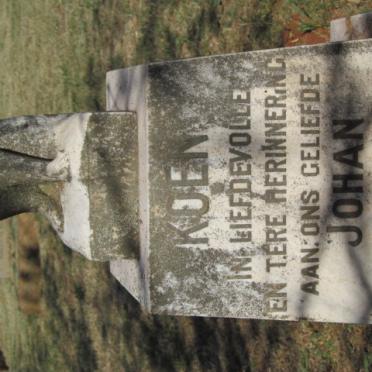 KOEN
IN LIEFDEVOLLE
EN TERE HERINNERING
AAN ONS GELIEFDE
JOHAN